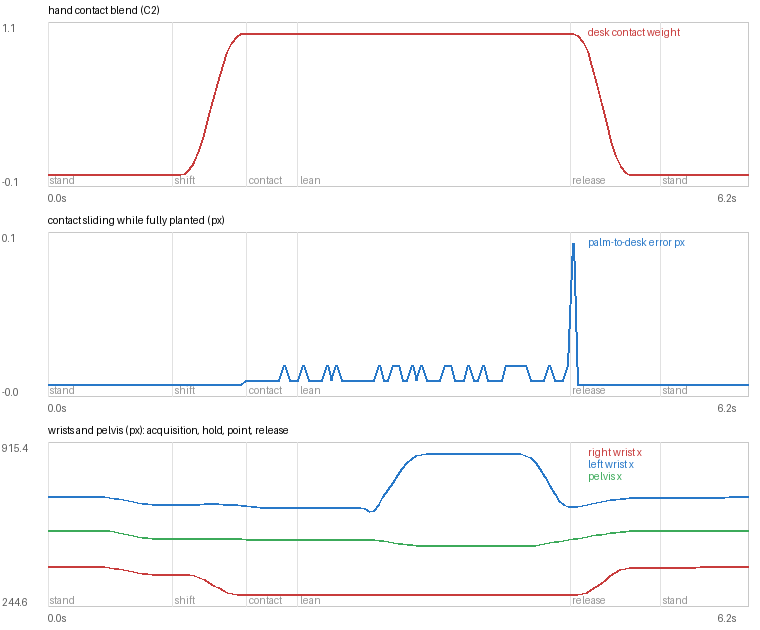 hand contact blend (C2)
1.1
desk contact weight
-0.1
stand shift contact lean release stand
0.0s 6.2s
contact sliding while fully planted (px)
0.1
palm-to-desk error px
-0.0
stand shift contact lean release stand
0.0s 6.2s
wrists and pelvis (px): acquisition, hold, point, release
915.4
right wrist x
left wrist x
pelvis x
244.6
stand shift contact lean release stand
0.0s 6.2s